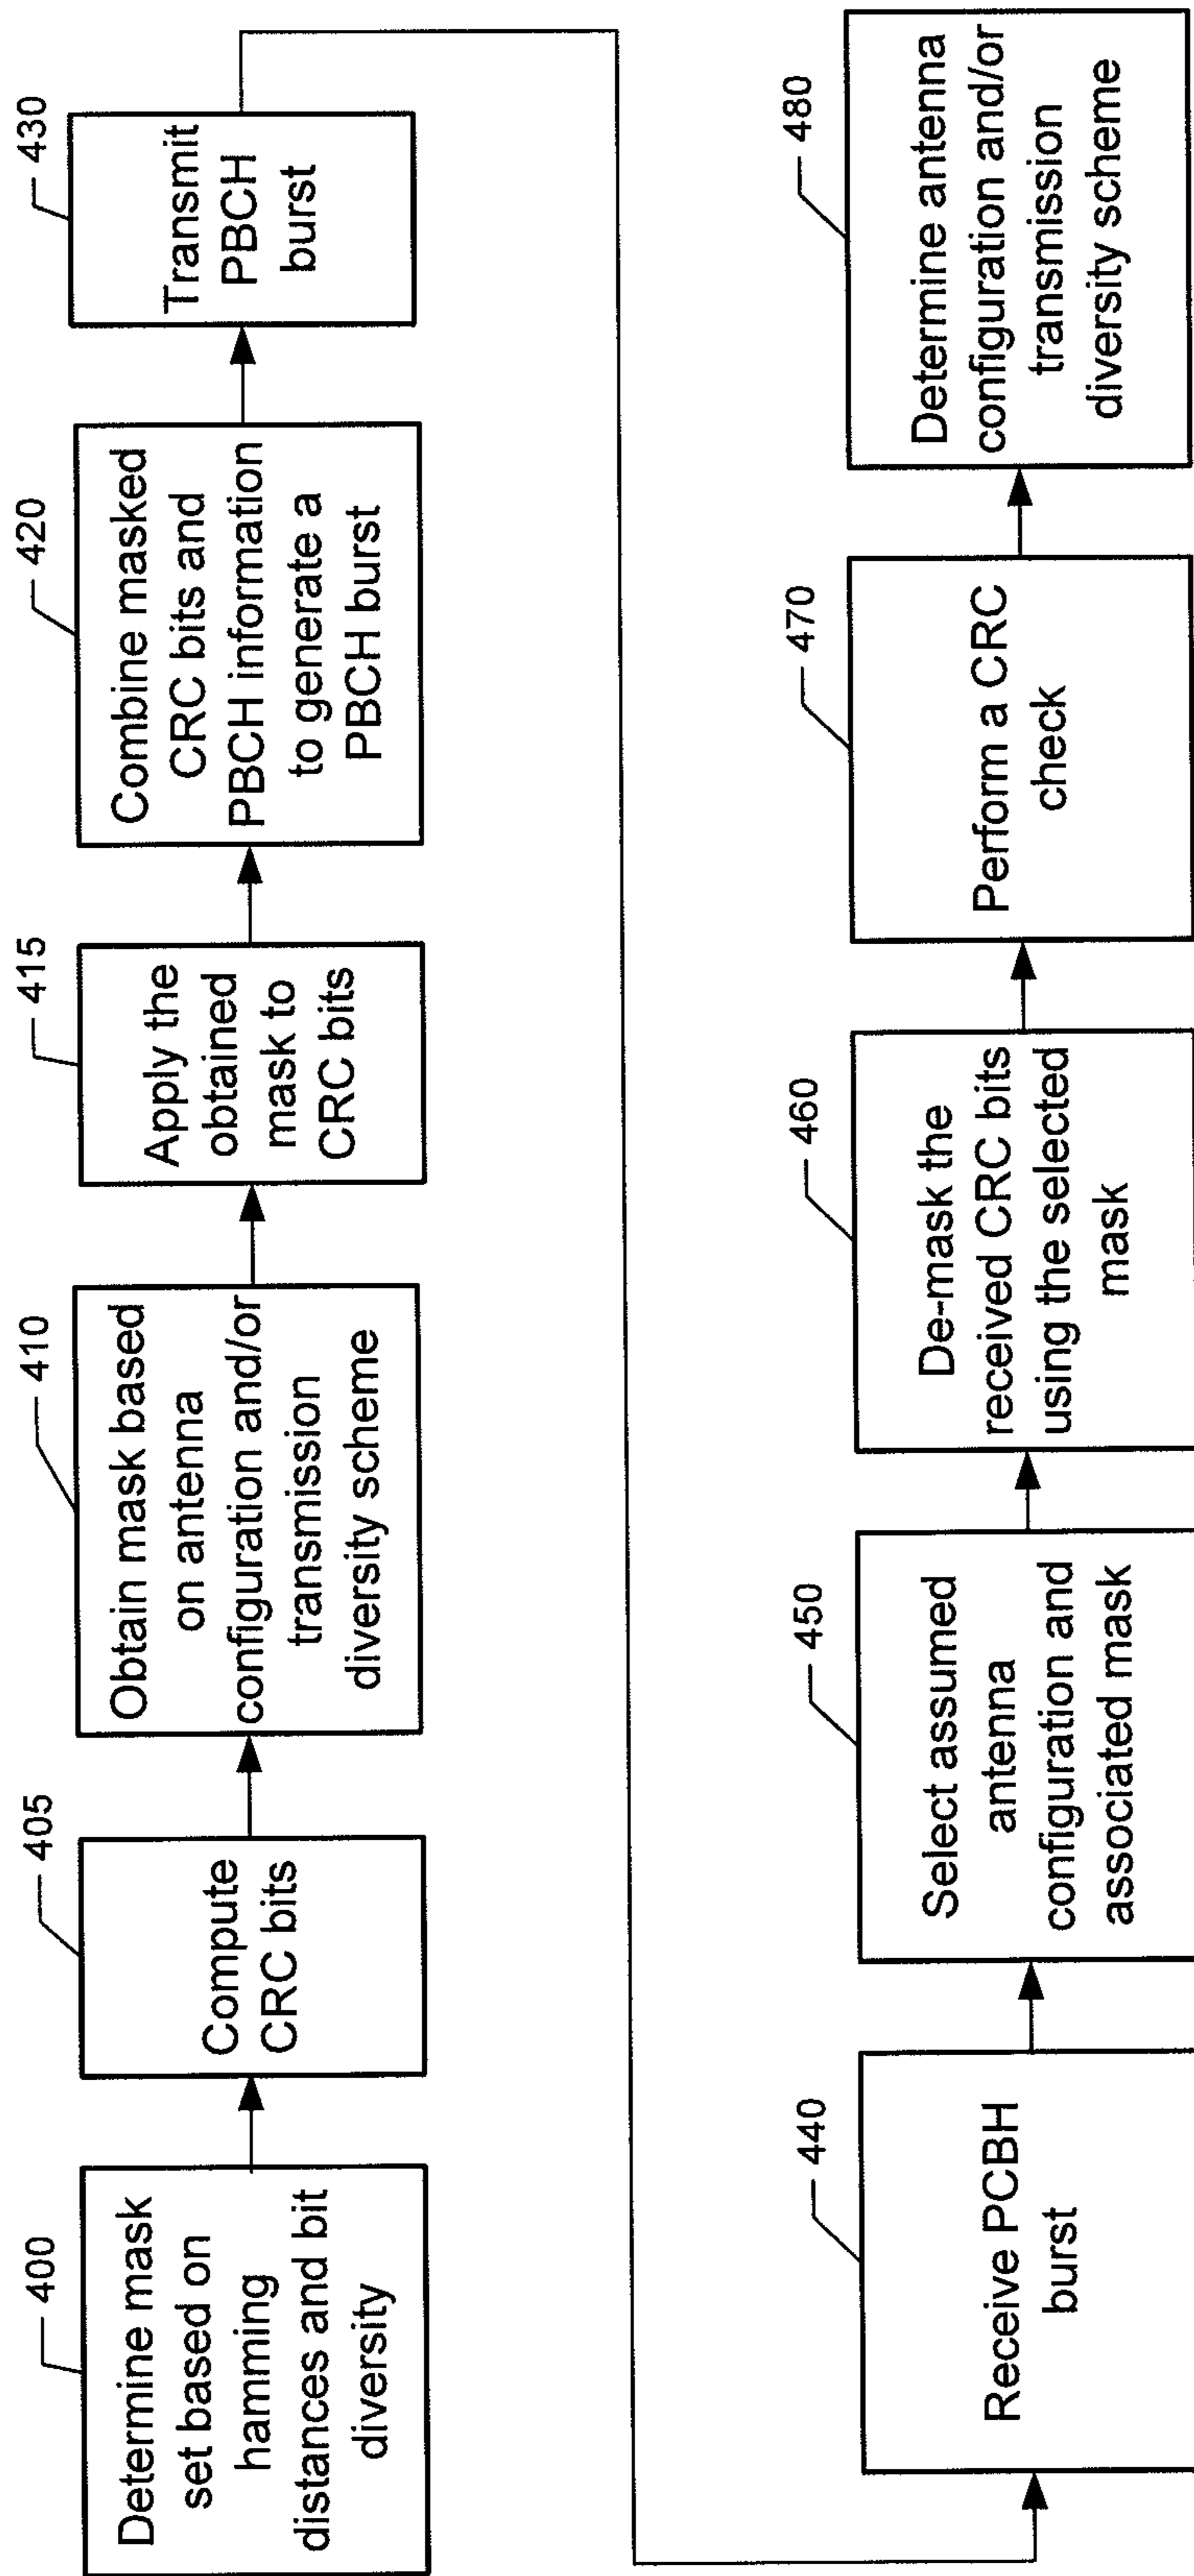 400
Determine mask
set based on
hamming
distances and bit
diversity
405
Compute
CRC bits
410
Obtain mask based
on antenna
configuration and/or
transmission
diversity scheme
415
Apply the
obtained
mask to
CRC bits
420
Combine masked
CRC bits and
PBCH information
to generate a
PBCH burst
430
Transmit
PBCH
burst
440
Receive PCBH
burst
450
Select assumed
antenna
configuration and
associated mask
460
De-mask the
received CRC bits
using the selected
mask
470
Perform a CRC
check
480
Determine antenna
configuration and/or
transmission
diversity scheme